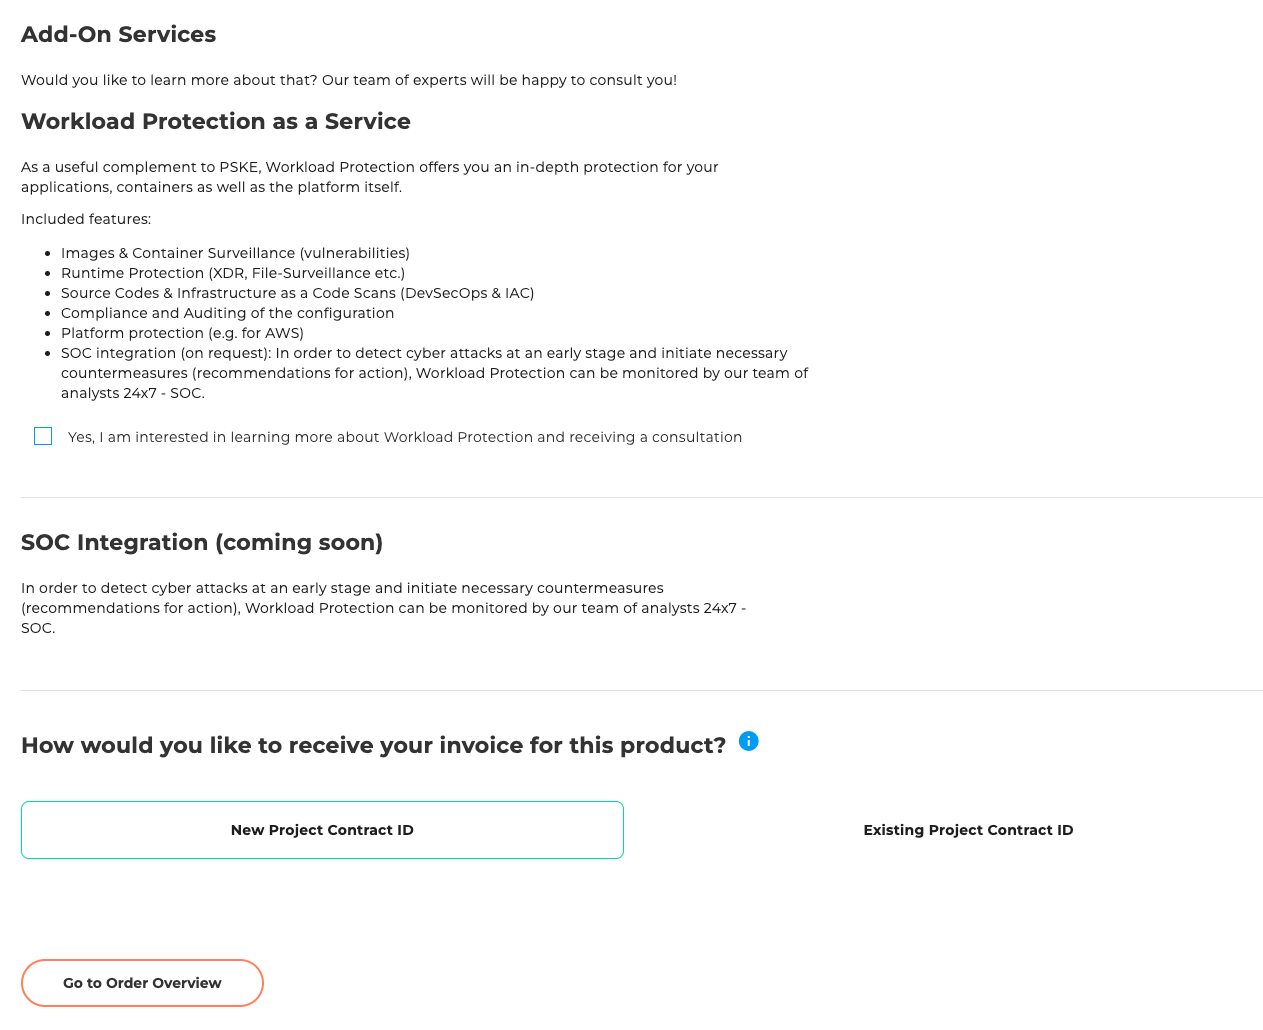 Add-On Services
Would you like to learn more about that? Our team of experts will be happy to consult you!
Workload Protection as a Service
As a useful complement to PSKE, Workload Protection offers you an in-depth protection for your
applications, containers as well as the platform itself.
Included features:
Images & Container Surveillance (vulnerabilities)
Runtime Protection (XDR, File-Surveillance etc.)
Source Codes & Infrastructure as a Code Scans (DevSecOps & IAC)
Compliance and Auditing of the configuration
Platform protection (e.g. for AWS)
SOC integration (on request): In order to detect cyber attacks at an early stage and initiate necessary
countermeasures (recommendations for action), Workload Protection can be monitored by our team of
analysts 24x7 - SOC.
Yes, I am interested in learning more about Workload Protection and receiving a consultation
SOC Integration (coming soon)
In order to detect cyber attacks at an early stage and initiate necessary countermeasures
(recommendations for action), Workload Protection can be monitored by our team of analysts 24x7 -
SOC.
How would you like to receive your invoice for this product?
New Project Contract ID
Existing Project Contract ID
Go to Order Overview